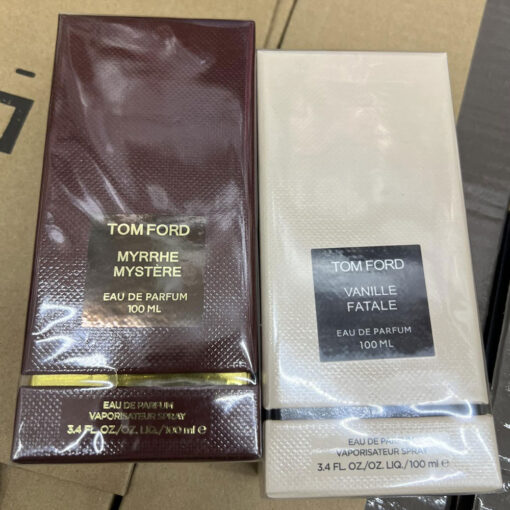 TOM FORD
MYRRHE
MYSTÈRE
EAU DE PARFUM
100 ML
EAU DE PARFUM
VAPORISATEUR SPRAY
3.4 FL. OZ./OZ. LIQ./100 ml e
TOM FORD
VANILLE
FATALE
EAU DE PARFUM
100 ML
EAU DE PARFUM
VAPORISATEUR SPRAY
3.4 FL. OZ./OZ. LIQ./100 ml e